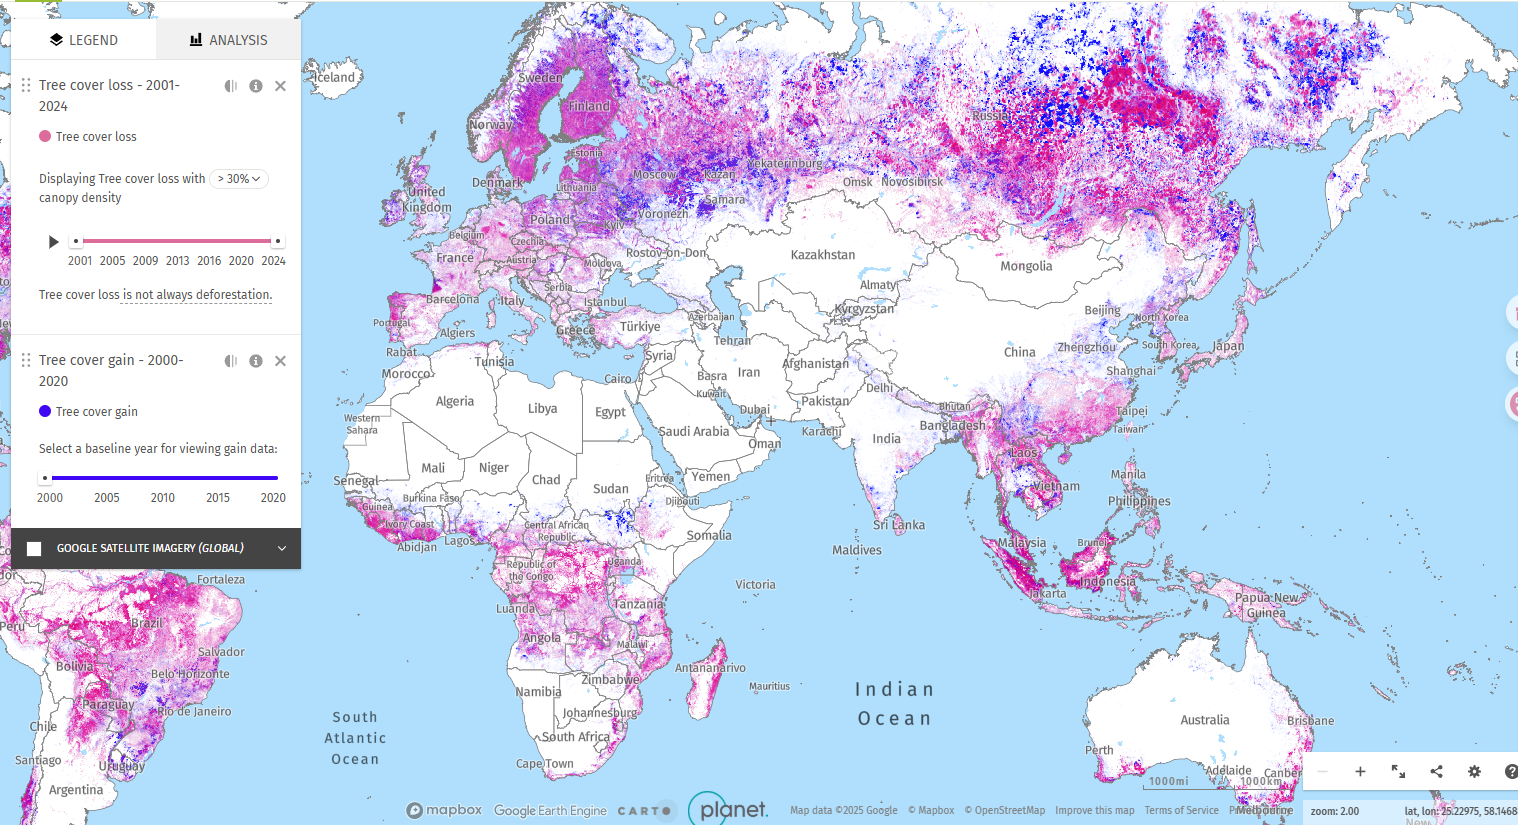 LEGEND
ANALYSIS
Tree cover loss - 2001-
2024
Tree cover loss
Displaying Tree cover loss with > 30%
canopy density
2001 2005 2009 2013 2016 2020 2024
Tree cover loss is not always deforestation.
Tree cover gain - 2000-
2020
Tree cover gain
Select a baseline year for viewing gain data:
2000 2005 2010 2015 2020
GOOGLE SATELLITE IMAGERY (GLOBAL)
Iceland
Sweden
Finland
Norway
Russia
Estonia
Denmark
Lithuania
Moscow
Kazan
Yekaterinburg
Omsk
Novosibirsk
United
Kingdom
Samara
Poland
Voronezh
Kyiv
Belgium
Czechia
France
Austria
Moldova
Rostov-on-Don
Kazakhstan
Mongolia
Serbia
Almaty
Barcelona
Italy
Istanbul
Kyrgyzstan
Beijing
North Korea
Portugal
Algiers
Greece
Türkiye
Azerbaijan
Tehran
Rabat
Tunisia
Syria
Afghanistan
China
Zhengzhou
South Korea
Japan
Morocco
Cairo
Basra
Iran
Shanghai
Kuwait
Delhi
Pakistan
Algeria
Libya
Egypt
Dubai
Bhutan
Taipei
Western
Sahara
Saudi Arabia
Oman
Karachi
India
Bangladesh
Taiwan
Laos
Mali
Niger
Chad
Sudan
Eritrea
Yemen
Manila
Senegal
Vietnam
Burkina Faso
Djibouti
Philippines
Guinea
Ivory Coast
Central African
Republic
Somalia
Sri Lanka
Abidjan
Lagos
Maldives
Malaysia
Brunei
Republic of
the Congo
Uganda
Victoria
Indonesia
Fortaleza
Luanda
Tanzania
Jakarta
Papua New
Guinea
Peru
Brazil
Angola
Malawi
Salvador
Bolivia
Belo Horizonte
Antananarivo
Zimbabwe
Mauritius
Namibia
Paraguay
Rio de Janeiro
Johannesburg
Indian
Ocean
South
Atlantic
Ocean
Chile
South Africa
Australia
Brisbane
Perth
Santiago
Uruguay
Cape Town
Adelaide
Canber
Argentina
1000mi
1000km
mapbox
Google Earth Engine
CARTO
planet.
Map data ©2025 Google © Mapbox © OpenStreetMap Improve this map Terms of Service
Melbourne
zoom: 2.00
lat, lon: 25.22975, 58.1468
New